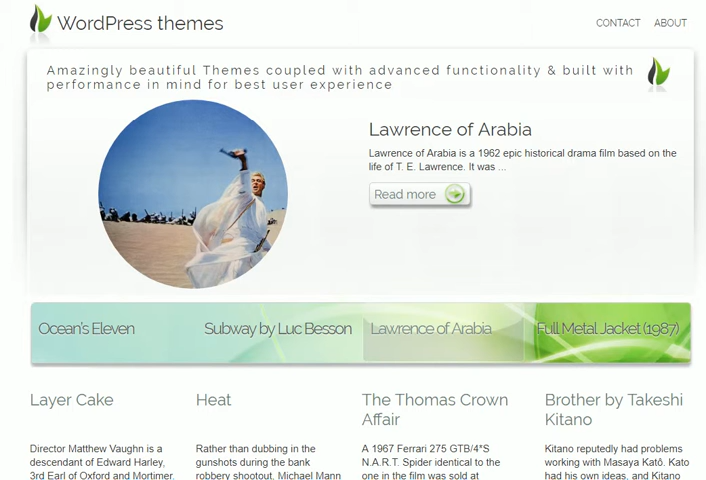 WordPress themes
CONTACT ABOUT
Amazingly beautiful Themes coupled with advanced functionality & built with
performance in mind for best user experience
Lawrence of Arabia
Lawrence of Arabia is a 1962 epic historical drama film based on the
life of T. E. Lawrence. It was ...
Read more
Ocean's Eleven
Subway by Luc Besson
Lawrence of Arabia
Full Metal Jacket (1987)
Layer Cake
Director Matthew Vaughn is a
descendant of Edward Harley,
3rd Earl of Oxford and Mortimer.
Heat
Rather than dubbing in the
gunshots during the bank
robbery shootout, Michael Mann
The Thomas Crown
Affair
A 1967 Ferrari 275 GTB/4*S
N.A.R.T. Spider identical to the
one in the film was sold at
Brother by Takeshi
Kitano
Kitano reputedly had problems
working with Masaya Katô. Kato
had his own ideas, and Kitano